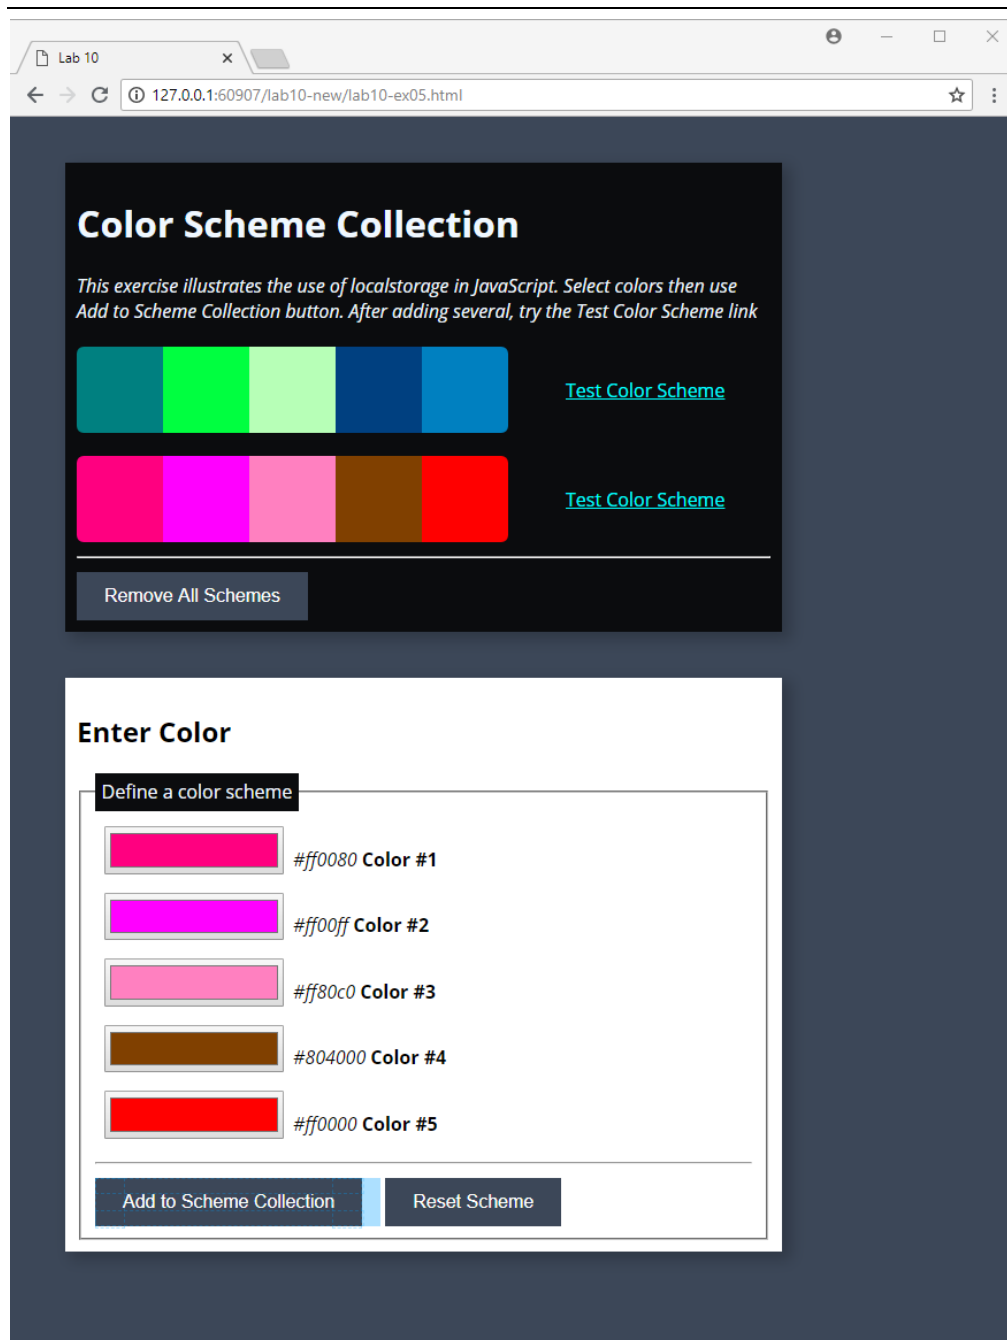 Lab 10
127.0.0.1:60907/lab10-new/lab10-ex05.html
Color Scheme Collection
This exercise illustrates the use of localstorage in JavaScript. Select colors then use
Add to Scheme Collection button. After adding several, try the Test Color Scheme link
Test Color Scheme
Test Color Scheme
Remove All Schemes
Enter Color
Define a color scheme
#ff0080 Color #1
#ff00ff Color #2
#ff80c0 Color #3
#804000 Color #4
#ff0000 Color #5
Add to Scheme Collection Reset Scheme